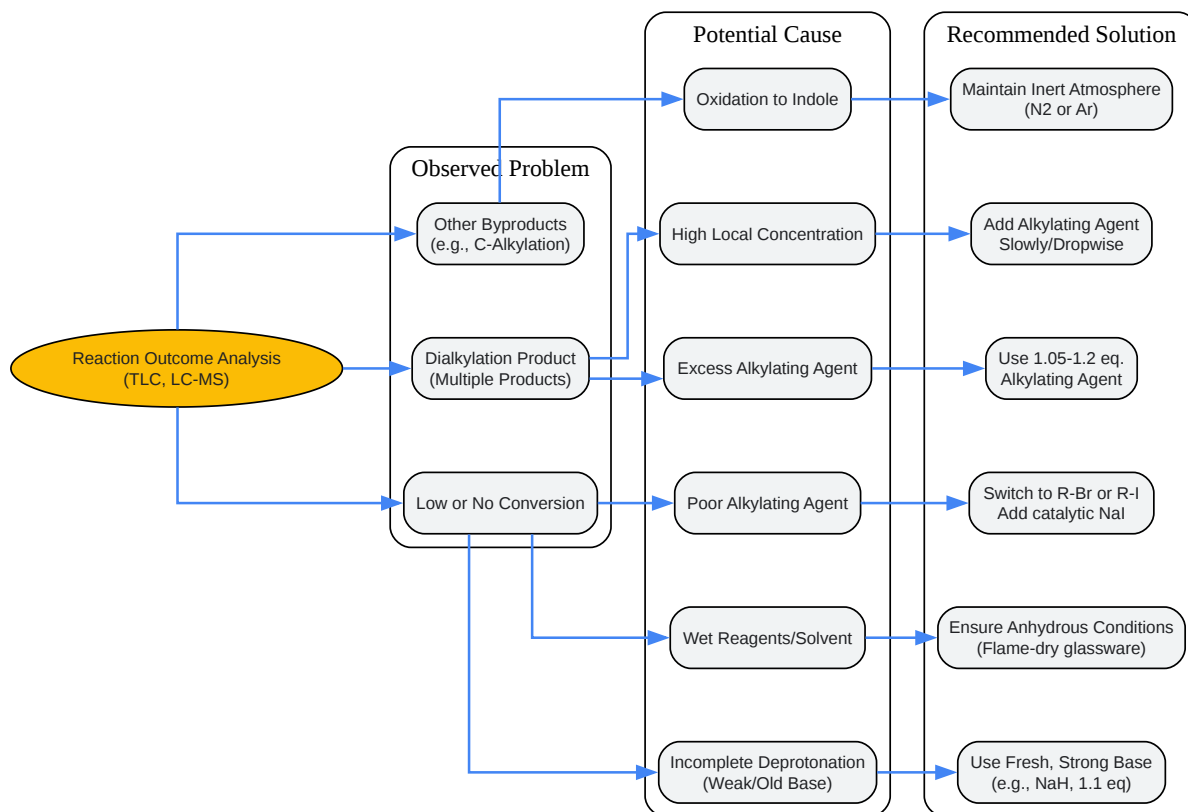 Potential Cause
Recommended Solution
Oxidation to Indole
Maintain Inert Atmosphere
(N2 or Ar)
Observed Problem
Other Byproducts
(e.g., C-Alkylation)
High Local Concentration
Add Alkylating Agent
Slowly/Dropwise
Reaction Outcome Analysis
(TLC, LC-MS)
Dialkylation Product
(Multiple Products)
Excess Alkylating Agent
Use 1.05-1.2 eq.
Alkylating Agent
Low or No Conversion
Poor Alkylating Agent
Switch to R-Br or R-I
Add catalytic NaI
Wet Reagents/Solvent
Ensure Anhydrous Conditions
(Flame-dry glassware)
Incomplete Deprotonation
(Weak/Old Base)
Use Fresh, Strong Base
(e.g., NaH, 1.1 eq)